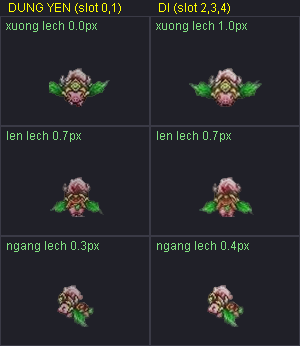 DUNG YEN (slot 0,1) DI (slot 2,3,4)
xuong lech 0.0px xuong lech 1.0px
len lech 0.7px len lech 0.7px
ngang lech 0.3px ngang lech 0.4px